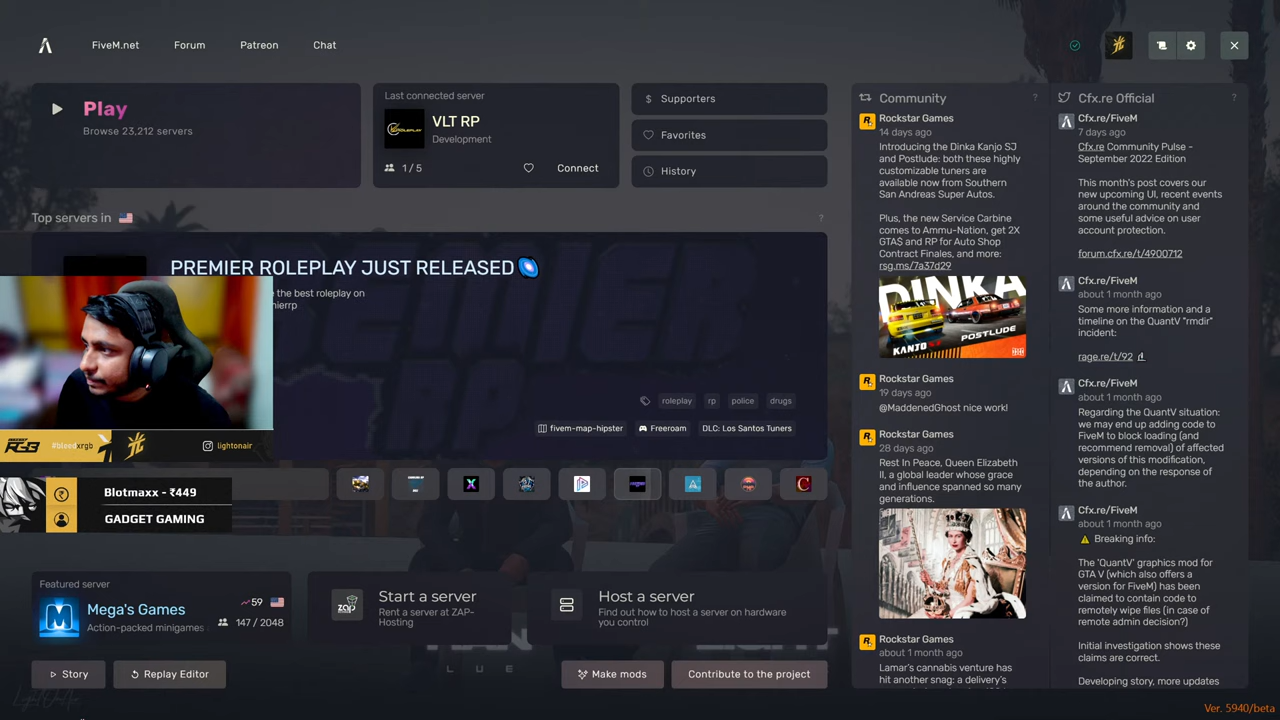 FiveM.net
Forum
Patreon
Chat
Play
Browse 23,212 servers
Last connected server
VLT RP
Development
1 / 5
Connect
$ Supporters
Favorites
History
Top servers in
?
PREMIER ROLEPLAY JUST RELEASED
the best roleplay on
nierrp
roleplay
rp
police
drugs
fivem-map-hipster
Freeroam
DLC: Los Santos Tuners
#bleedxrgb
lightonair
Blotmaxx - ₹449
GADGET GAMING
Featured server
Mega's Games
Action-packed minigames
59
147 / 2048
Start a server
Rent a server at ZAP-
Hosting
ZAP
Host a server
Find out how to host a server on hardware
you control
L U E
Story
Replay Editor
Make mods
Contribute to the project
Community
?
Rockstar Games
14 days ago
Introducing the Dinka Kanjo SJ
and Postlude: both these highly
customizable tuners are
available now from Southern
San Andreas Super Autos.
Plus, the new Service Carbine
comes to Ammu-Nation, get 2X
GTA$ and RP for Auto Shop
Contract Finales, and more:
rsg.ms/7a37d29
DINKA
KANJO SJ
POSTLUDE
Rockstar Games
19 days ago
@MaddenedGhost nice work!
Rockstar Games
28 days ago
Rest In Peace, Queen Elizabeth
II, a global leader whose grace
and influence spanned so many
generations.
Rockstar Games
about 1 month ago
Lamar's cannabis venture has
hit another snag: a delivery's
Cfx.re Official
?
Cfx.re/FiveM
7 days ago
Cfx.re Community Pulse -
September 2022 Edition
This month's post covers our
new upcoming UI, recent events
around the community and
some useful advice on user
account protection.
forum.cfx.re/t/4900712
Cfx.re/FiveM
about 1 month ago
Some more information and a
timeline on the QuantV "rmdir"
incident:
rage.re/t/92
Cfx.re/FiveM
about 1 month ago
Regarding the QuantV situation:
we may end up adding code to
FiveM to block loading (and
recommend removal) of affected
versions of this modification,
depending on the response of
the author.
Cfx.re/FiveM
about 1 month ago
Breaking info:
The 'QuantV' graphics mod for
GTA V (which also offers a
version for FiveM) has been
claimed to contain code to
remotely wipe files (in case of
remote admin decision?)
Initial investigation shows these
claims are correct.
Developing story, more updates
Ver. 5940/beta